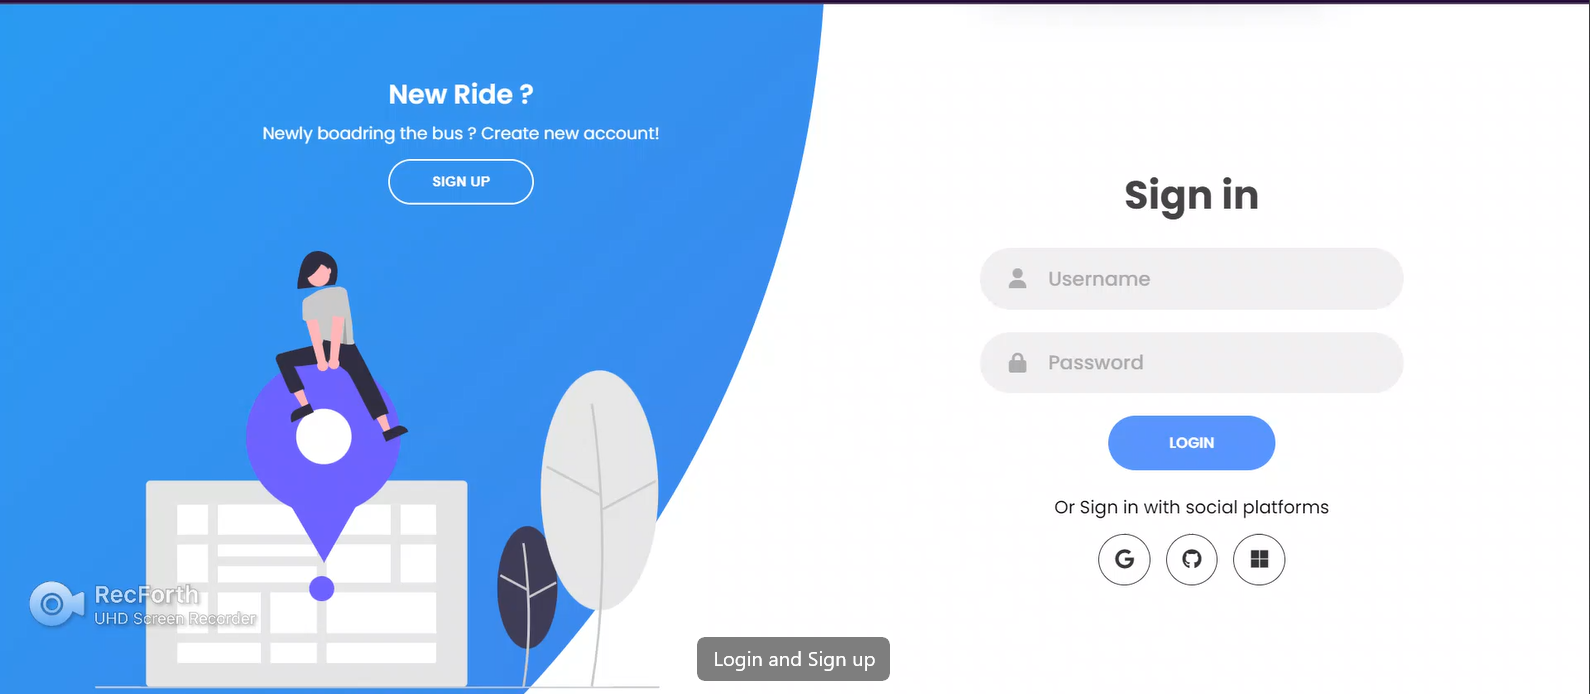 New Ride ?
Newly boadring the bus ? Create new account!
SIGN UP
Sign in
Username
Password
LOGIN
Or Sign in with social platforms
RecForth
UHD Screen Recorder
Login and Sign up